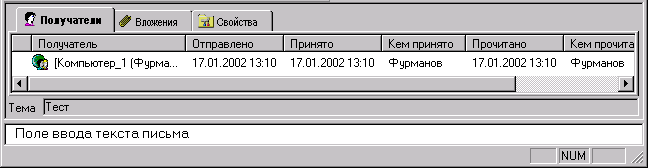 Получатели Вложения Свойства
Получатель Отправлено Принято Кем принято Прочитано Кем прочита
[Компьютер_1 (Фурма... 17.01.2002 13:10 17.01.2002 13:10 Фурманов 17.01.2002 13:10 Фурманов
Тема Тест
Поле ввода текста письма
NUM